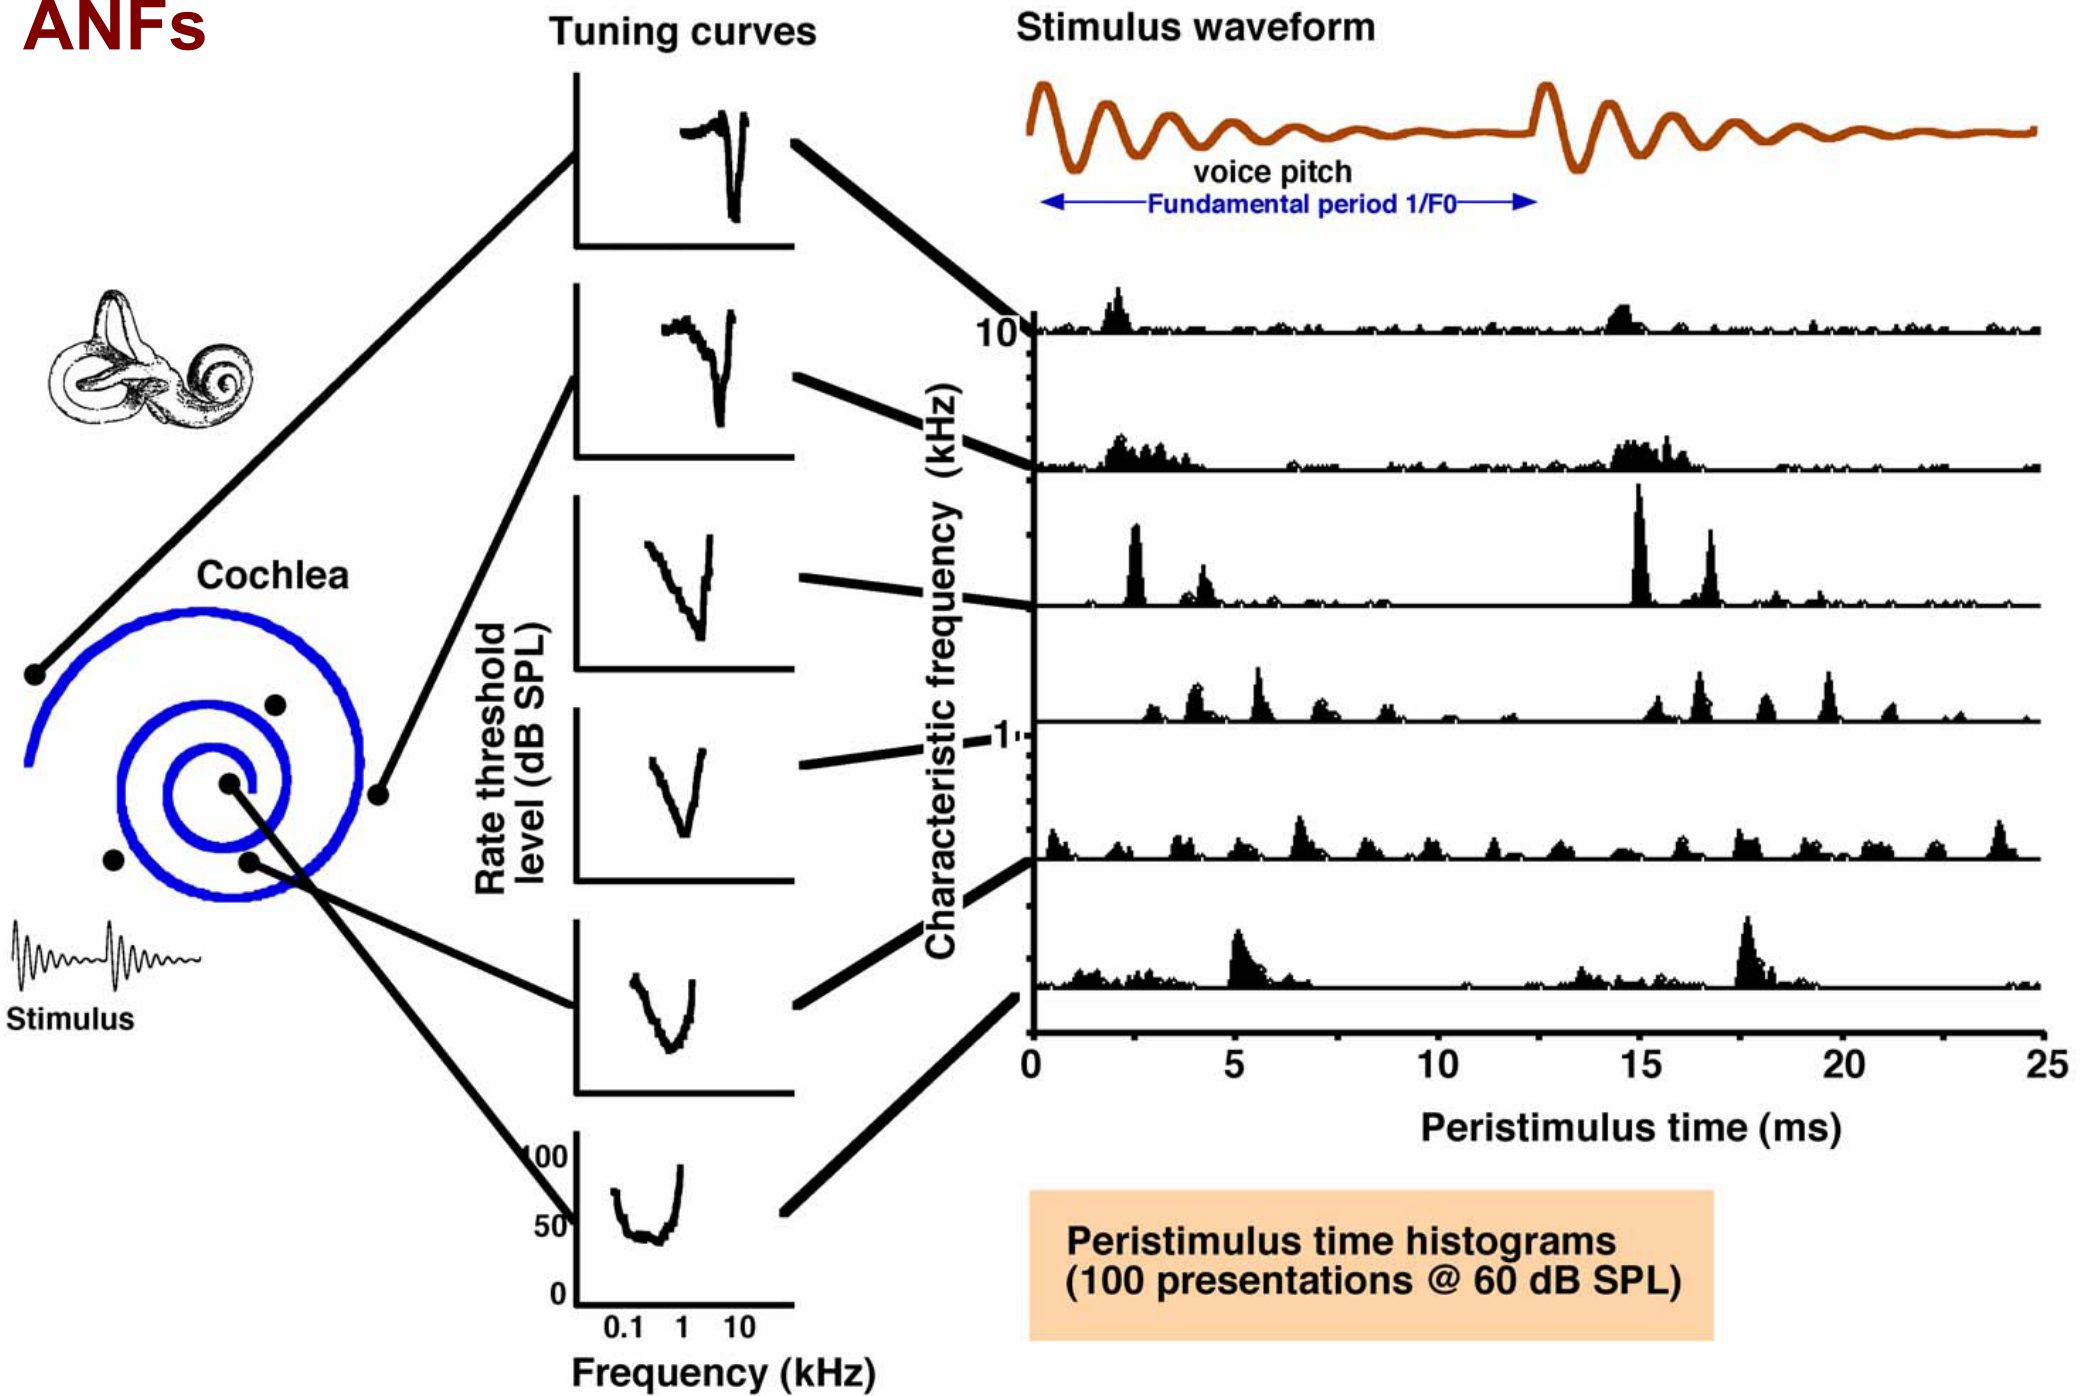 ANFs
Tuning curves
Stimulus waveform
voice pitch
Fundamental period 1/F0
Cochlea
Stimulus
Rate threshold
level (dB SPL)
100
50
0
0.1 1 10
Frequency (kHz)
Characteristic frequency (kHz)
10
1
0 5 10 15 20 25
Peristimulus time (ms)
Peristimulus time histograms
(100 presentations @ 60 dB SPL)